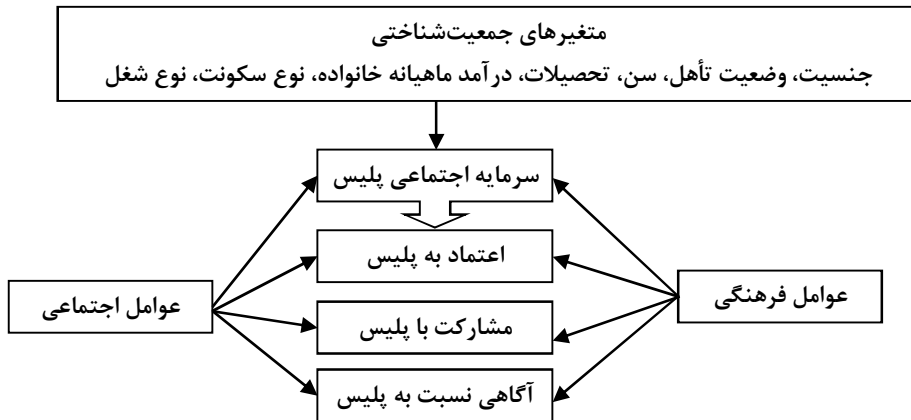 متغیرهای جمعیت‌شناختی
جنسیت، وضعیت تأهل، سن، تحصیلات، درآمد ماهیانه خانواده، نوع سکونت، نوع شغل
سرمایه اجتماعی پلیس
اعتماد به پلیس
عوامل فرهنگی
عوامل اجتماعی
مشارکت با پلیس
آگاهی نسبت به پلیس